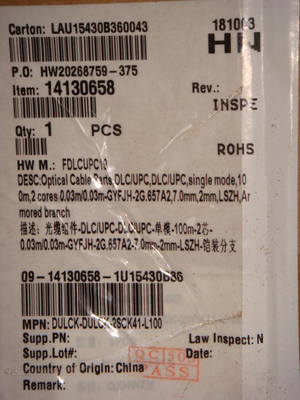 Carton: LAU15430B360043
181063
HW
P.O: HW20268759-375
Item: 14130658
Rev.:
INSPE
Qty: 1 PCS
ROHS
HW M.: FDLCUPC10
DESC:Optical Cable Parts,DLC/UPC,DLC/UPC,single mode,10
0m,2 cores 0.03m/0.03m-GYFJH-2G.657A2,7.0mm,2mm,LSZH,Ar
mored branch
描述: 光缆组件-DLC/UPC-DLC/UPC-单模-100m-2芯-
0.03m/0.03m-GYFJH-2G.657A2-7.0mm-2mm-LSZH-铠装分支
09-14130658-1U15430B36
MPN: DULCK-DULCK-2SCK41-L100
Supp.PN:
Law Inspect: N
Supp.Lot#:
Date:
QC 508
PASS
Country of Origin: China
Remark: